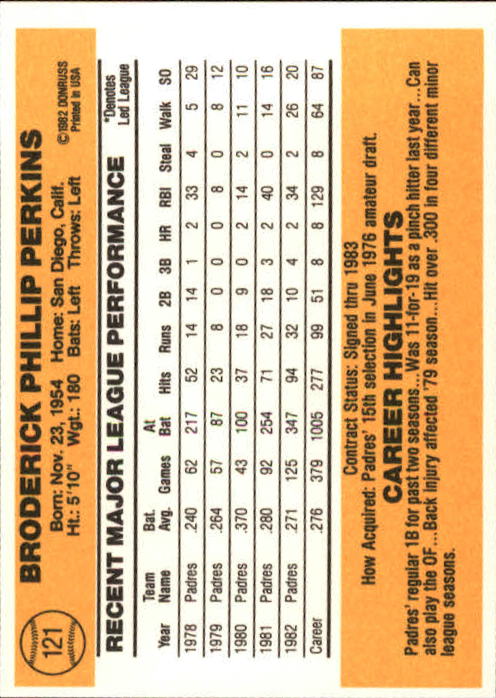 121
BRODERICK PHILLIP PERKINS
Born: Nov. 23, 1954 Home: San Diego, Calif.
Ht.: 5'10" Wgt.: 180 Bats: Left Throws: Left
©1982 DONRUSS
Printed in USA
RECENT MAJOR LEAGUE PERFORMANCE
*Denotes
Led League
Year Team Name Bat. Avg. Games At Bat Hits Runs 2B 3B HR RBI Steal Walk SO
1978 Padres .240 62 217 52 14 14 1 2 33 4 5 29
1979 Padres .264 57 87 23 8 0 0 0 8 0 8 12
1980 Padres .370 43 100 37 18 9 0 2 14 2 11 10
1981 Padres .280 92 254 71 27 18 3 2 40 0 14 16
1982 Padres .271 125 347 94 32 10 4 2 34 2 26 20
Career .276 379 1005 277 99 51 8 8 129 8 64 87
Contract Status: Signed thru 1983
How Acquired: Padres' 15th selection in June 1976 amateur draft.
CAREER HIGHLIGHTS
Padres' regular 1B for past two seasons...Was 11-for-19 as a pinch hitter last year...Can
also play the OF...Back injury affected '79 season...Hit over .300 in four different minor
league seasons.